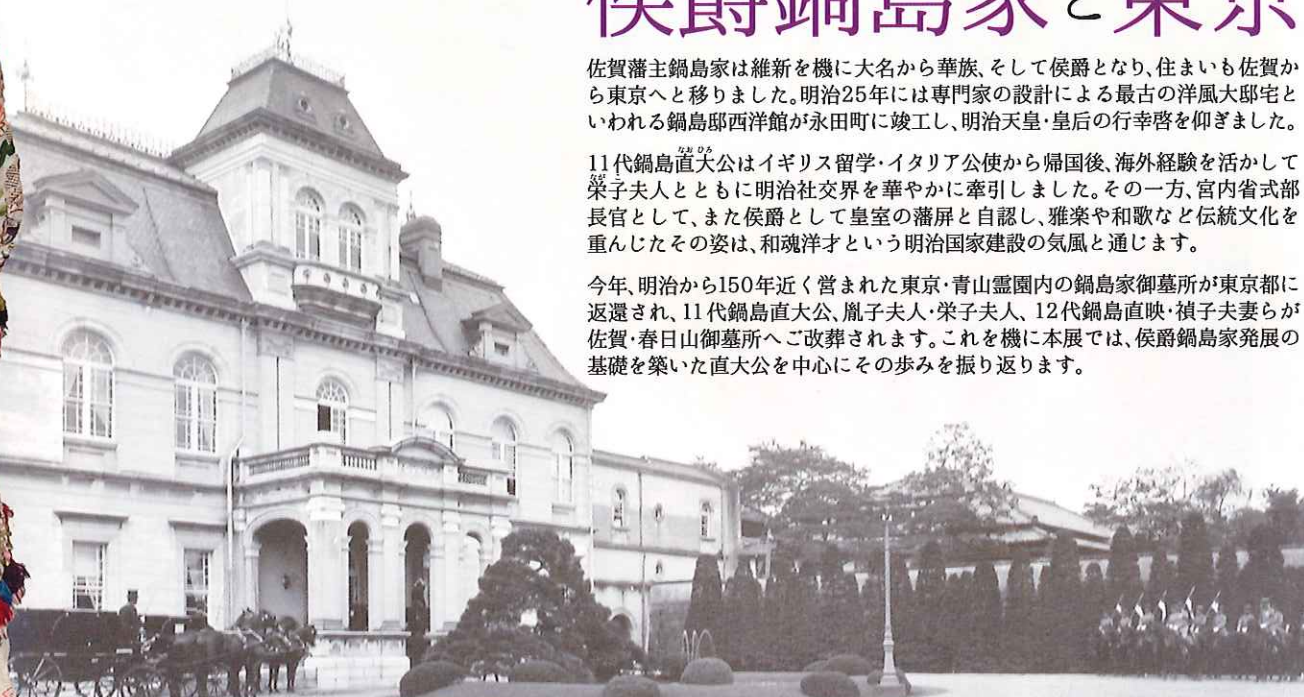 侯爵鍋島家と東京
佐賀藩主鍋島家は維新を機に大名から華族、そして侯爵となり、住まいも佐賀か
ら東京へと移りました。明治25年には専門家の設計による最古の洋風大邸宅と
いわれる鍋島邸西洋館が永田町に竣工し、明治天皇・皇后の行幸啓を仰ぎました。
なおひろ
11代鍋島直大公はイギリス留学・イタリア公使から帰国後、海外経験を活かして
ながこ
栄子夫人とともに明治社交界を華やかに牽引しました。その一方、宮内省式部
長官として、また侯爵として皇室の藩屏と自認し、雅楽や和歌など伝統文化を
重んじたその姿は、和魂洋才という明治国家建設の気風と通じます。
今年、明治から150年近く営まれた東京・青山霊園内の鍋島家御墓所が東京都に
返還され、11代鍋島直大公、胤子夫人・栄子夫人、12代鍋島直映・禎子夫妻らが
佐賀・春日山御墓所へご改葬されます。これを機に本展では、侯爵鍋島家発展の
基礎を築いた直大公を中心にその歩みを振り返ります。